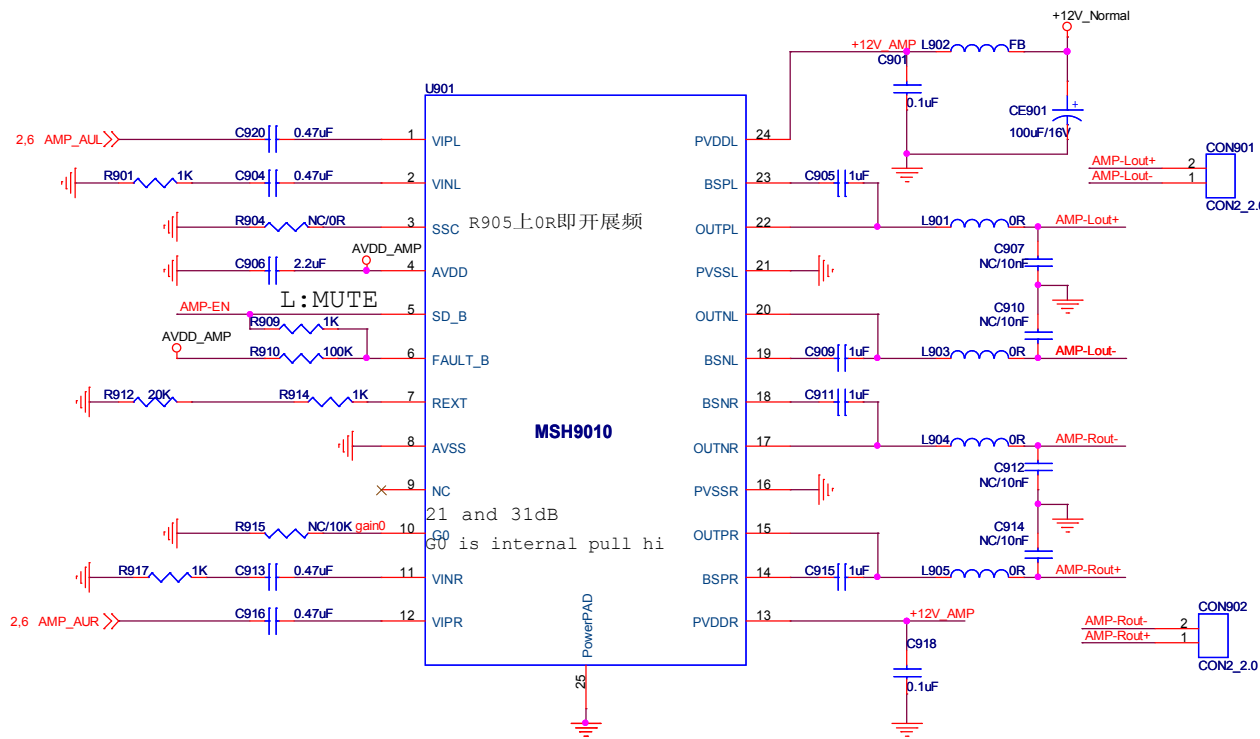 +12V_Normal
+12V_AMP L902 FB
C901
0.1uF
CE901
+
100uF/16V
U901
2,6 AMP_AUL C920 0.47uF 1 VIPL
R901 1K C904 0.47uF 2 VINL
R904 NC/0R 3 SSC R905上0R即开展频
AVDD_AMP
C906 2.2uF 4 AVDD
L:MUTE
AMP-EN 5 SD_B
R909 1K
AVDD_AMP
R910 100K 6 FAULT_B
R912 20K R914 1K 7 REXT
8 AVSS
MSH9010
9 NC
21 and 31dB
R915 NC/10K gain0 10 G0
G0 is internal pull hi
R917 1K C913 0.47uF 11 VINR
2,6 AMP_AUR C916 0.47uF 12 VIPR
PowerPAD
25
PVDDL 24
BSPL 23 C905 1uF
OUTPL 22 L901 0R AMP-Lout+
PVSSL 21
C907
NC/10nF
C910
NC/10nF
OUTNL 20
BSNL 19 C909 1uF L903 0R AMP-Lout-
BSNR 18 C911 1uF
OUTNR 17 L904 0R AMP-Rout-
C912
NC/10nF
PVSSR 16
C914
NC/10nF
OUTPR 15
BSPR 14 C915 1uF L905 0R AMP-Rout+
PVDDR 13 +12V_AMP
C918
0.1uF
CON901
AMP-Lout+ 2
AMP-Lout- 1
CON2_2.0
CON902
AMP-Rout- 2
AMP-Rout+ 1
CON2_2.0